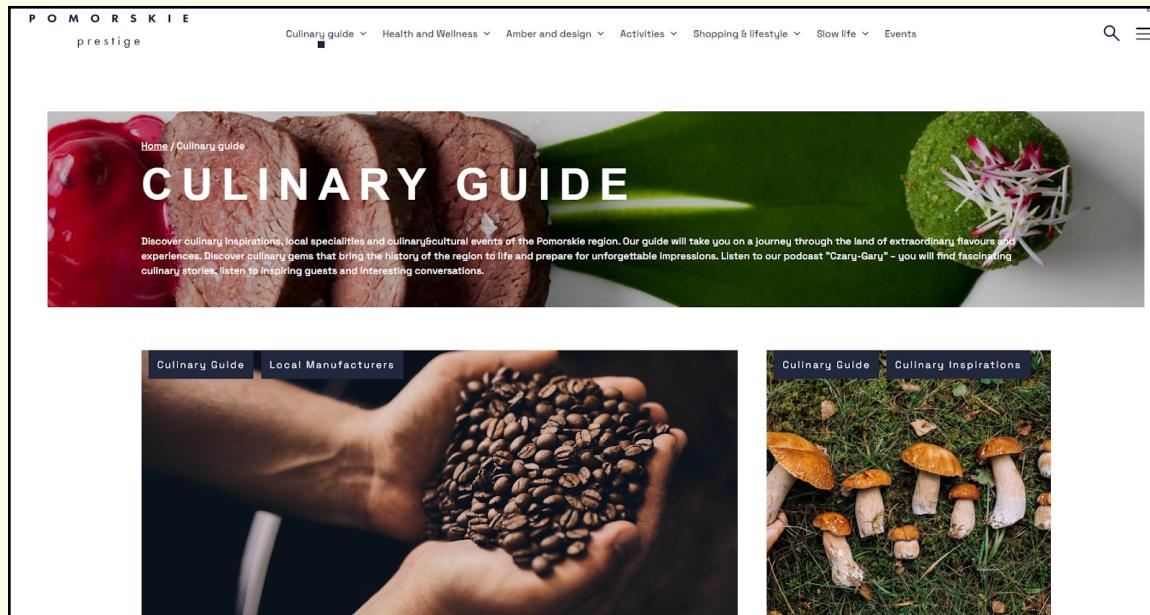 POMORSKIE
prestige
Culinary guide
Health and Wellness
Amber and design
Activities
Shopping & lifestyle
Slow life
Events
Home / Culinary guide
CULINARY GUIDE
Discover culinary inspirations, local specialities and culinary&cultural events of the Pomorskie region. Our guide will take you on a journey through the land of extraordinary flavours and
experiences. Discover culinary gems that bring the history of the region to life and prepare for unforgettable impressions. Listen to our podcast "Czary-Gary" – you will find fascinating
culinary stories, listen to inspiring guests and interesting conversations.
Culinary Guide
Local Manufacturers
Culinary Guide
Culinary Inspirations